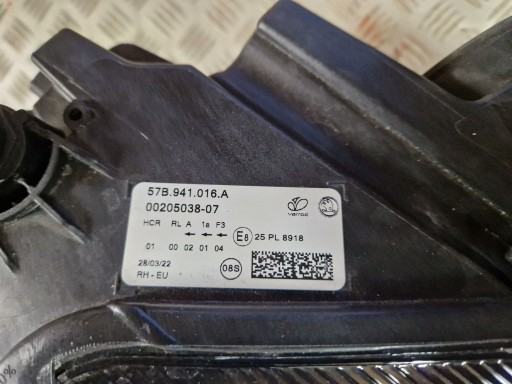 57B.941.016.A
00205038-07
varroc
HCR RL A 1a F3
E8 25 PL 8918
01 00 02 01 04
28/03/22
RH-EU
08S